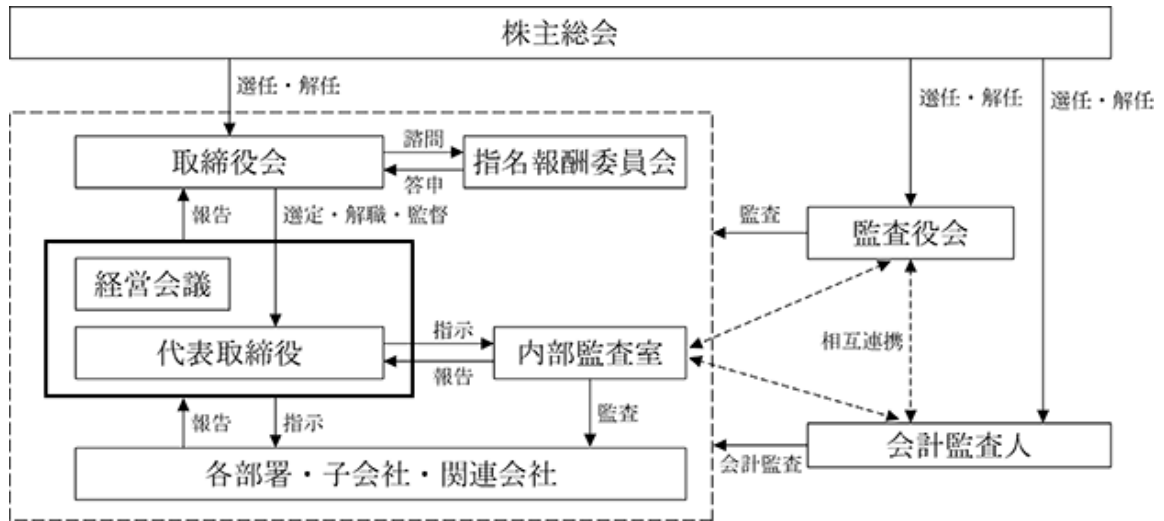 株主総会
選任・解任
選任・解任
選任・解任
取締役会
諮問
答申
指名報酬委員会
報告
選定・解職・監督
監査
監査役会
経営会議
代表取締役
指示
報告
内部監査室
相互連携
報告
指示
監査
会計監査
会計監査人
各部署・子会社・関連会社